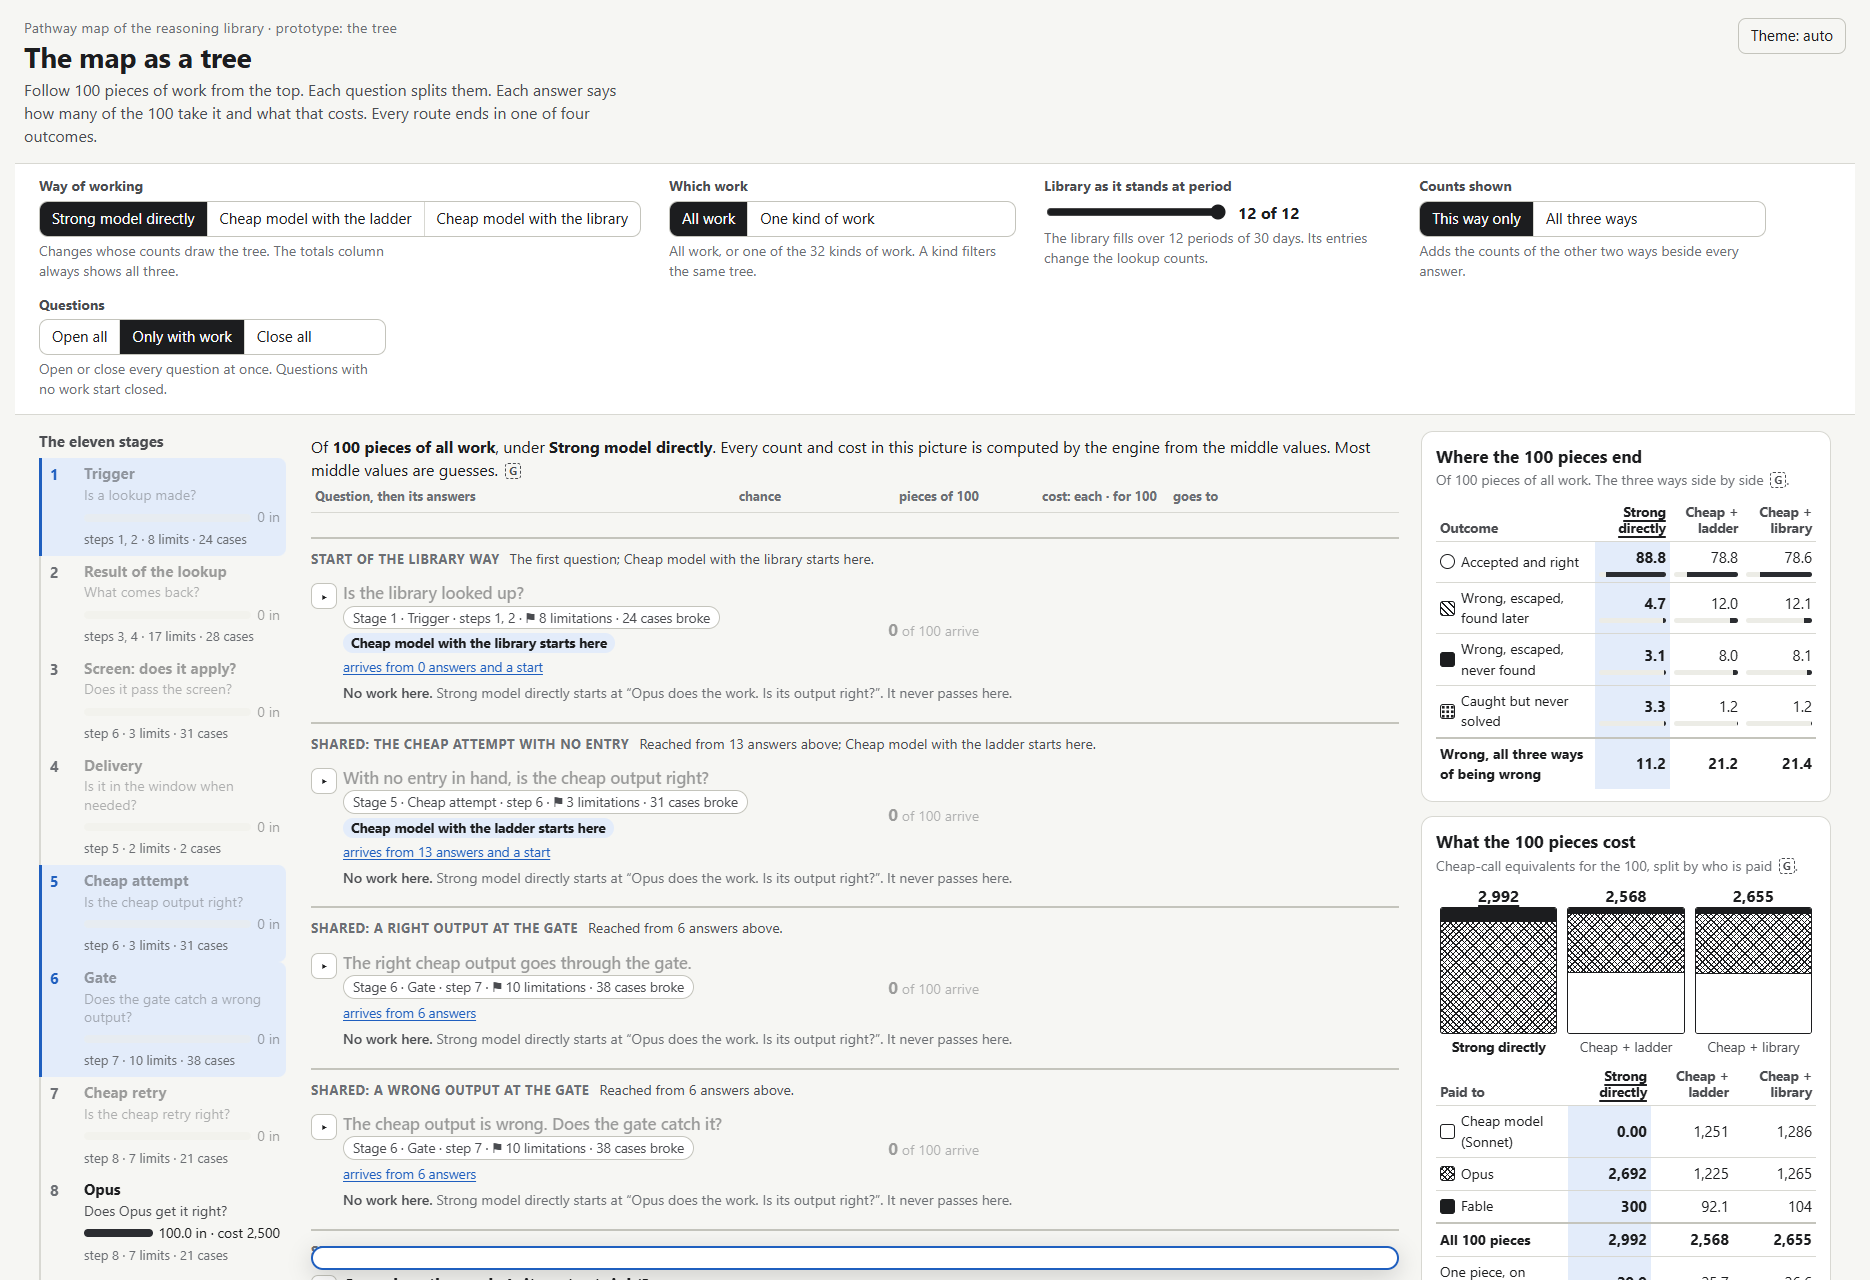 Pathway map of the reasoning library · prototype: the tree
The map as a tree
Follow 100 pieces of work from the top. Each question splits them. Each answer says
how many of the 100 take it and what that costs. Every route ends in one of four
outcomes.
Theme: auto
Way of working
Strong model directly
Cheap model with the ladder
Cheap model with the library
Changes whose counts draw the tree. The totals column
always shows all three.
Which work
All work
One kind of work
All work, or one of the 32 kinds of work. A kind filters
the same tree.
Library as it stands at period
12 of 12
The library fills over 12 periods of 30 days. Its entries
change the lookup counts.
Counts shown
This way only
All three ways
Adds the counts of the other two ways beside every
answer.
Questions
Open all
Only with work
Close all
Open or close every question at once. Questions with
no work start closed.
The eleven stages
1 Trigger
Is a lookup made?
0 in
steps 1, 2 · 8 limits · 24 cases
2 Result of the lookup
What comes back?
0 in
steps 3, 4 · 17 limits · 28 cases
3 Screen: does it apply?
Does it pass the screen?
0 in
step 6 · 3 limits · 31 cases
4 Delivery
Is it in the window when
needed?
0 in
step 5 · 2 limits · 2 cases
5 Cheap attempt
Is the cheap output right?
0 in
step 6 · 3 limits · 31 cases
6 Gate
Does the gate catch a wrong
output?
0 in
step 7 · 10 limits · 38 cases
7 Cheap retry
Is the cheap retry right?
0 in
step 8 · 7 limits · 21 cases
8 Opus
Does Opus get it right?
100.0 in · cost 2,500
step 8 · 7 limits · 21 cases
Of 100 pieces of all work, under Strong model directly. Every count and cost in this picture is computed by the engine from the middle values. Most
middle values are guesses. G
Question, then its answers chance pieces of 100 cost: each · for 100 goes to
START OF THE LIBRARY WAY The first question; Cheap model with the library starts here.
▸ Is the library looked up?
Stage 1 · Trigger · steps 1, 2 · ⚑ 8 limitations · 24 cases broke
Cheap model with the library starts here
0 of 100 arrive
arrives from 0 answers and a start
No work here. Strong model directly starts at “Opus does the work. Is its output right?”. It never passes here.
SHARED: THE CHEAP ATTEMPT WITH NO ENTRY Reached from 13 answers above; Cheap model with the ladder starts here.
▸ With no entry in hand, is the cheap output right?
Stage 5 · Cheap attempt · step 6 · ⚑ 3 limitations · 31 cases broke
Cheap model with the ladder starts here
0 of 100 arrive
arrives from 13 answers and a start
No work here. Strong model directly starts at “Opus does the work. Is its output right?”. It never passes here.
SHARED: A RIGHT OUTPUT AT THE GATE Reached from 6 answers above.
▸ The right cheap output goes through the gate.
Stage 6 · Gate · step 7 · ⚑ 10 limitations · 38 cases broke
0 of 100 arrive
arrives from 6 answers
No work here. Strong model directly starts at “Opus does the work. Is its output right?”. It never passes here.
SHARED: A WRONG OUTPUT AT THE GATE Reached from 6 answers above.
▸ The cheap output is wrong. Does the gate catch it?
Stage 6 · Gate · step 7 · ⚑ 10 limitations · 38 cases broke
0 of 100 arrive
arrives from 6 answers
No work here. Strong model directly starts at “Opus does the work. Is its output right?”. It never passes here.
Where the 100 pieces end
Of 100 pieces of all work. The three ways side by side G.
Outcome Strong directly Cheap + ladder Cheap + library
Accepted and right 88.8 78.8 78.6
Wrong, escaped, found later 4.7 12.0 12.1
Wrong, escaped, never found 3.1 8.0 8.1
Caught but never solved 3.3 1.2 1.2
Wrong, all three ways of being wrong 11.2 21.2 21.4
What the 100 pieces cost
Cheap-call equivalents for the 100, split by who is paid G.
2,992 2,568 2,655
Strong directly Cheap + ladder Cheap + library
Paid to Strong directly Cheap + ladder Cheap + library
Cheap model (Sonnet) 0.00 1,251 1,286
Opus 2,692 1,225 1,265
Fable 300 92.1 104
All 100 pieces 2,992 2,568 2,655
One piece, on